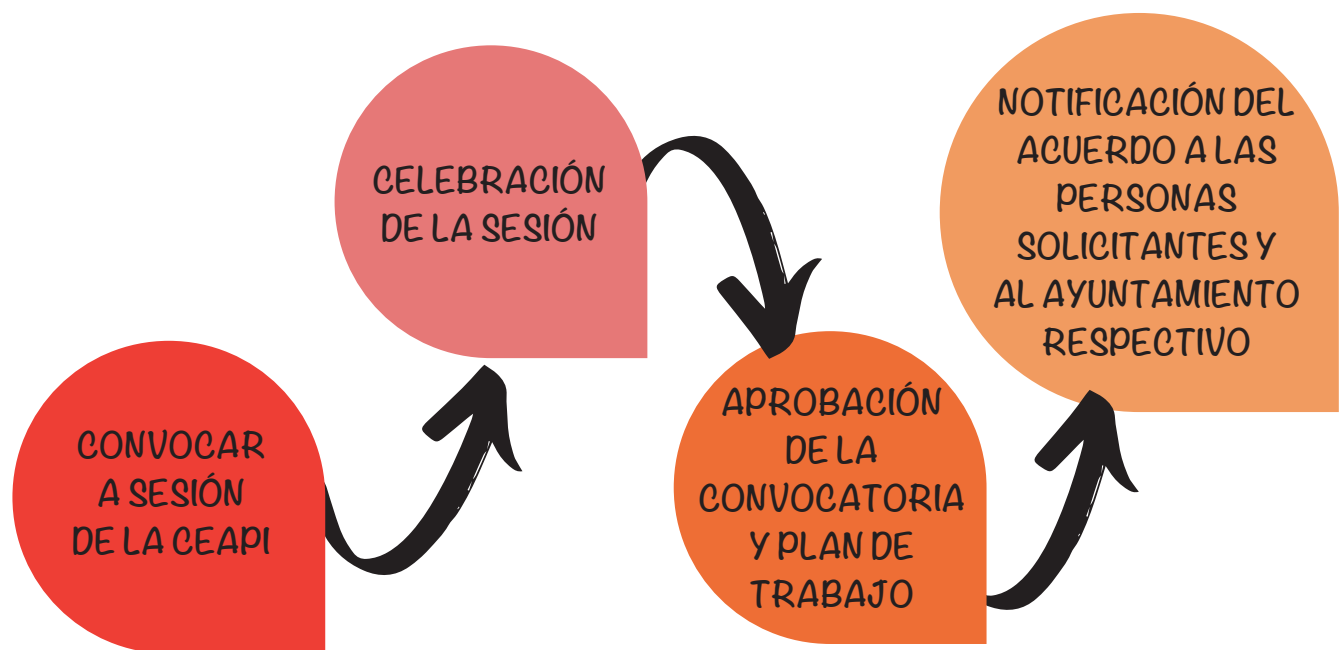 CONVOCAR
A SESIÓN
DE LA CEAPI
CELEBRACIÓN
DE LA SESIÓN
APROBACIÓN
DE LA
CONVOCATORIA
Y PLAN DE
TRABAJO
NOTIFICACIÓN DEL
ACUERDO A LAS
PERSONAS
SOLICITANTES Y
AL AYUNTAMIENTO
RESPECTIVO